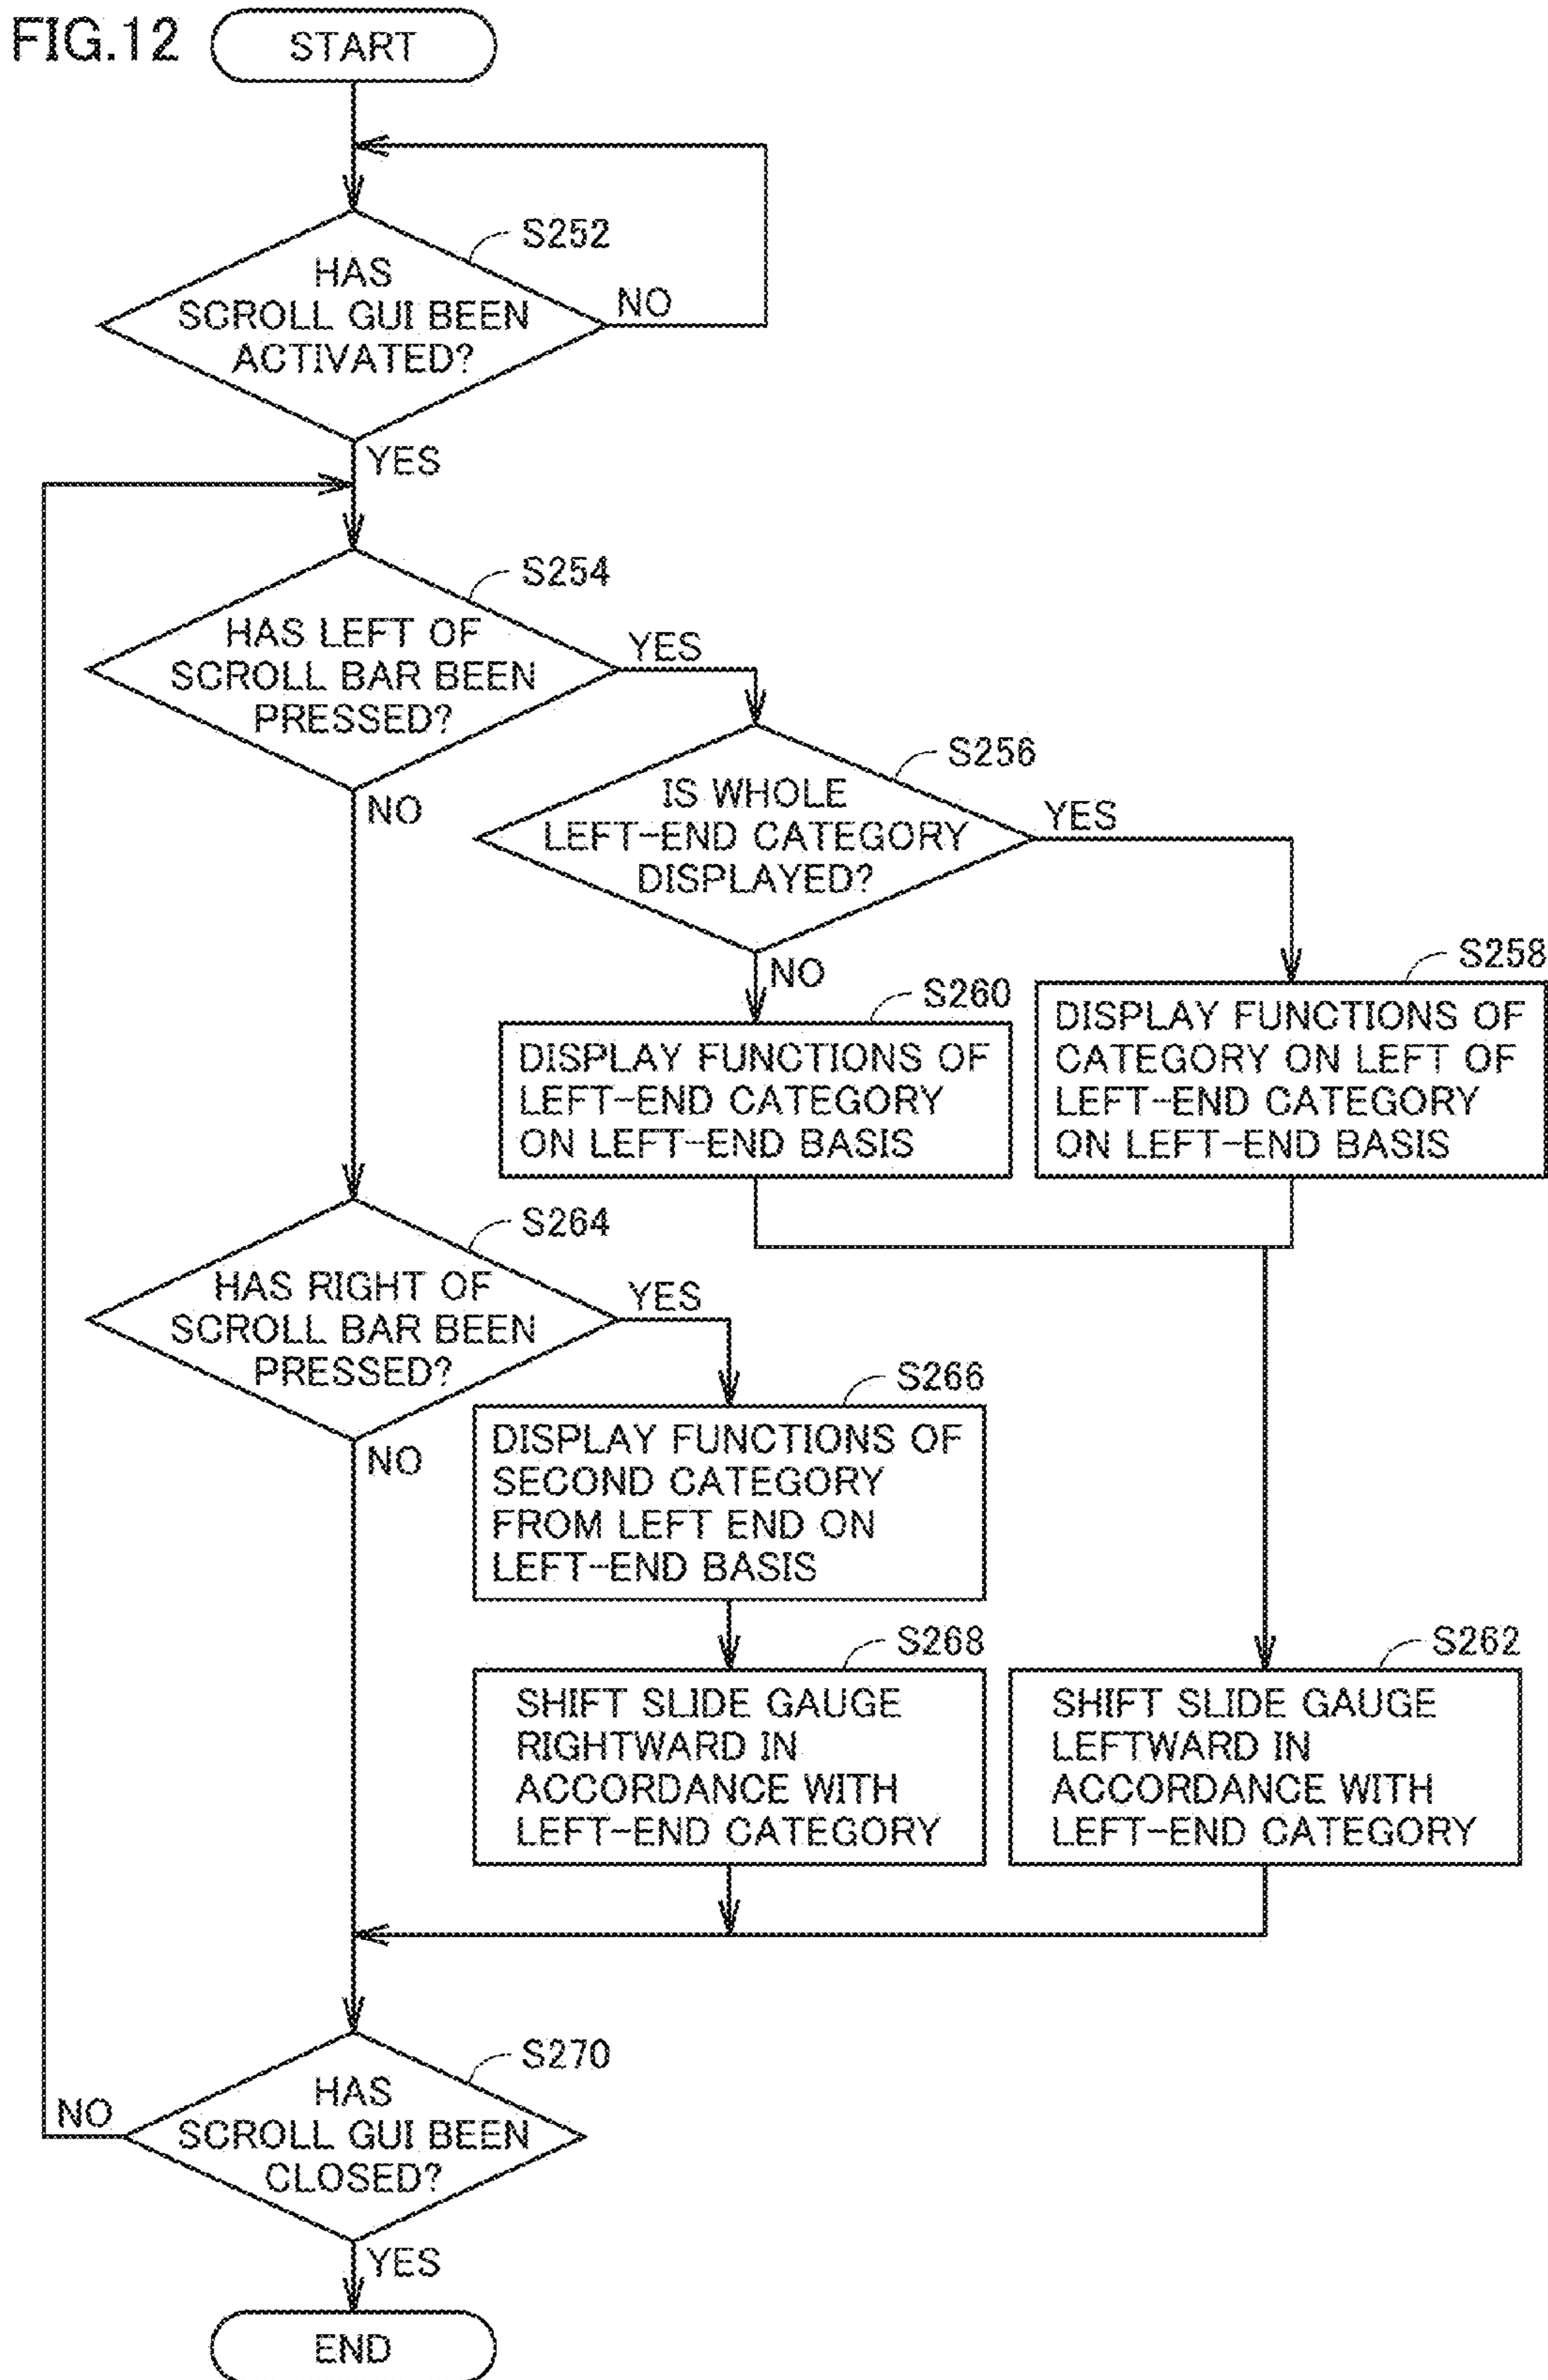 FIG.12
START
S252
HAS
SCROLL GUI BEEN
ACTIVATED?
NO
YES
S254
HAS LEFT OF
SCROLL BAR BEEN
PRESSED?
YES
NO
S256
IS WHOLE
LEFT-END CATEGORY
DISPLAYED?
YES
NO
S260
DISPLAY FUNCTIONS OF
LEFT-END CATEGORY
ON LEFT-END BASIS
S258
DISPLAY FUNCTIONS OF
CATEGORY ON LEFT OF
LEFT-END CATEGORY
ON LEFT-END BASIS
S264
HAS RIGHT OF
SCROLL BAR BEEN
PRESSED?
YES
NO
S266
DISPLAY FUNCTIONS OF
SECOND CATEGORY
FROM LEFT END ON
LEFT-END BASIS
S268
SHIFT SLIDE GAUGE
RIGHTWARD IN
ACCORDANCE WITH
LEFT-END CATEGORY
S262
SHIFT SLIDE GAUGE
LEFTWARD IN
ACCORDANCE WITH
LEFT-END CATEGORY
S270
HAS
SCROLL GUI BEEN
CLOSED?
NO
YES
END